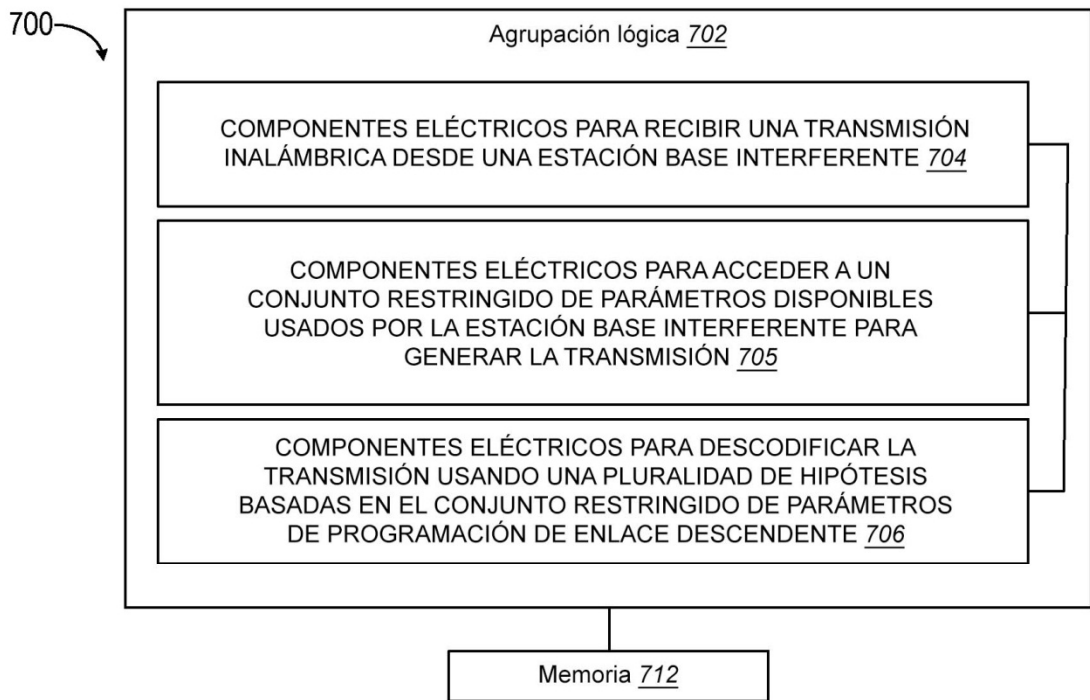 700
Agrupación lógica 702
COMPONENTES ELÉCTRICOS PARA RECIBIR UNA TRANSMISIÓN
INALÁMBRICA DESDE UNA ESTACIÓN BASE INTERFERENTE 704
COMPONENTES ELÉCTRICOS PARA ACCEDER A UN
CONJUNTO RESTRINGIDO DE PARÁMETROS DISPONIBLES
USADOS POR LA ESTACIÓN BASE INTERFERENTE PARA
GENERAR LA TRANSMISIÓN 705
COMPONENTES ELÉCTRICOS PARA DESCODIFICAR LA
TRANSMISIÓN USANDO UNA PLURALIDAD DE HIPÓTESIS
BASADAS EN EL CONJUNTO RESTRINGIDO DE PARÁMETROS
DE PROGRAMACIÓN DE ENLACE DESCENDENTE 706
Memoria 712